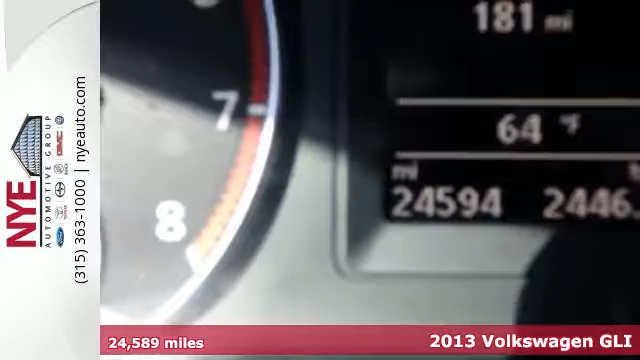 NYE
AUTOMOTIVE GROUP
(315) 363-1000 | nyeauto.com
7
8
181 mi
64 °F
mi
24594 2446.
24,589 miles
2013 Volkswagen GLI